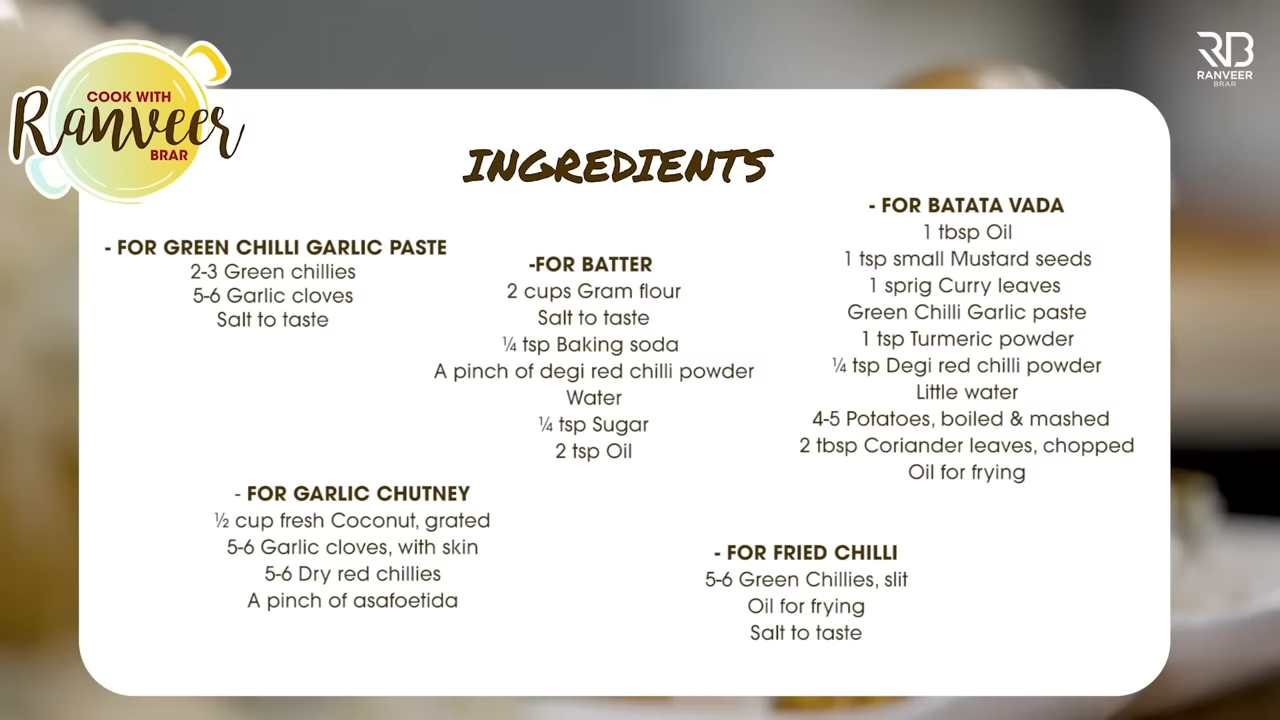 COOK WITH
Ranveer
BRAR
RB
RANVEER
BRAR
INGREDIENTS
- FOR GREEN CHILLI GARLIC PASTE
2-3 Green chillies
5-6 Garlic cloves
Salt to taste
-FOR BATTER
2 cups Gram flour
Salt to taste
¼ tsp Baking soda
A pinch of degi red chilli powder
Water
¼ tsp Sugar
2 tsp Oil
- FOR BATATA VADA
1 tbsp Oil
1 tsp small Mustard seeds
1 sprig Curry leaves
Green Chilli Garlic paste
1 tsp Turmeric powder
¼ tsp Degi red chilli powder
Little water
4-5 Potatoes, boiled & mashed
2 tbsp Coriander leaves, chopped
Oil for frying
- FOR GARLIC CHUTNEY
½ cup fresh Coconut, grated
5-6 Garlic cloves, with skin
5-6 Dry red chillies
A pinch of asafoetida
- FOR FRIED CHILLI
5-6 Green Chillies, slit
Oil for frying
Salt to taste